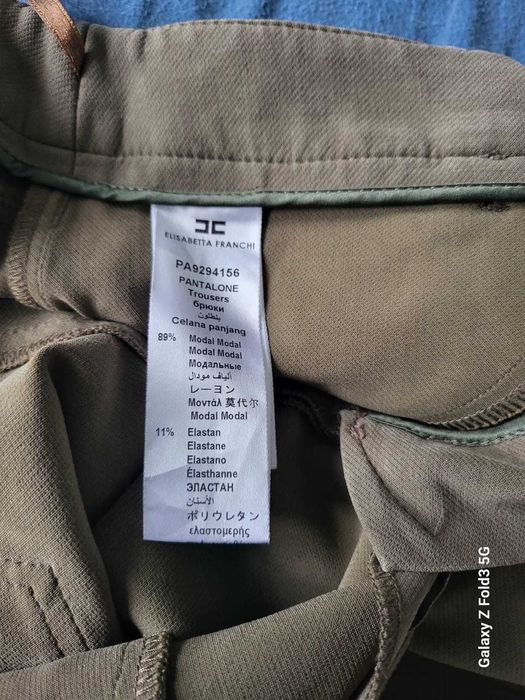 ELISABETTA FRANCHI
PA9294156
PANTALONE
Trousers
брюки
بنطلون
Celana panjang
89% Modal Modal
Modal Modal
Модальные
ألياف مودال
レーヨン
Μοντάλ 莫代尔
Modal Modal
11% Elastan
Elastane
Elastano
Élasthanne
ЭЛАСТАН
الأستان
ポリウレタン
ελαστομερής
Galaxy Z Fold3 5G